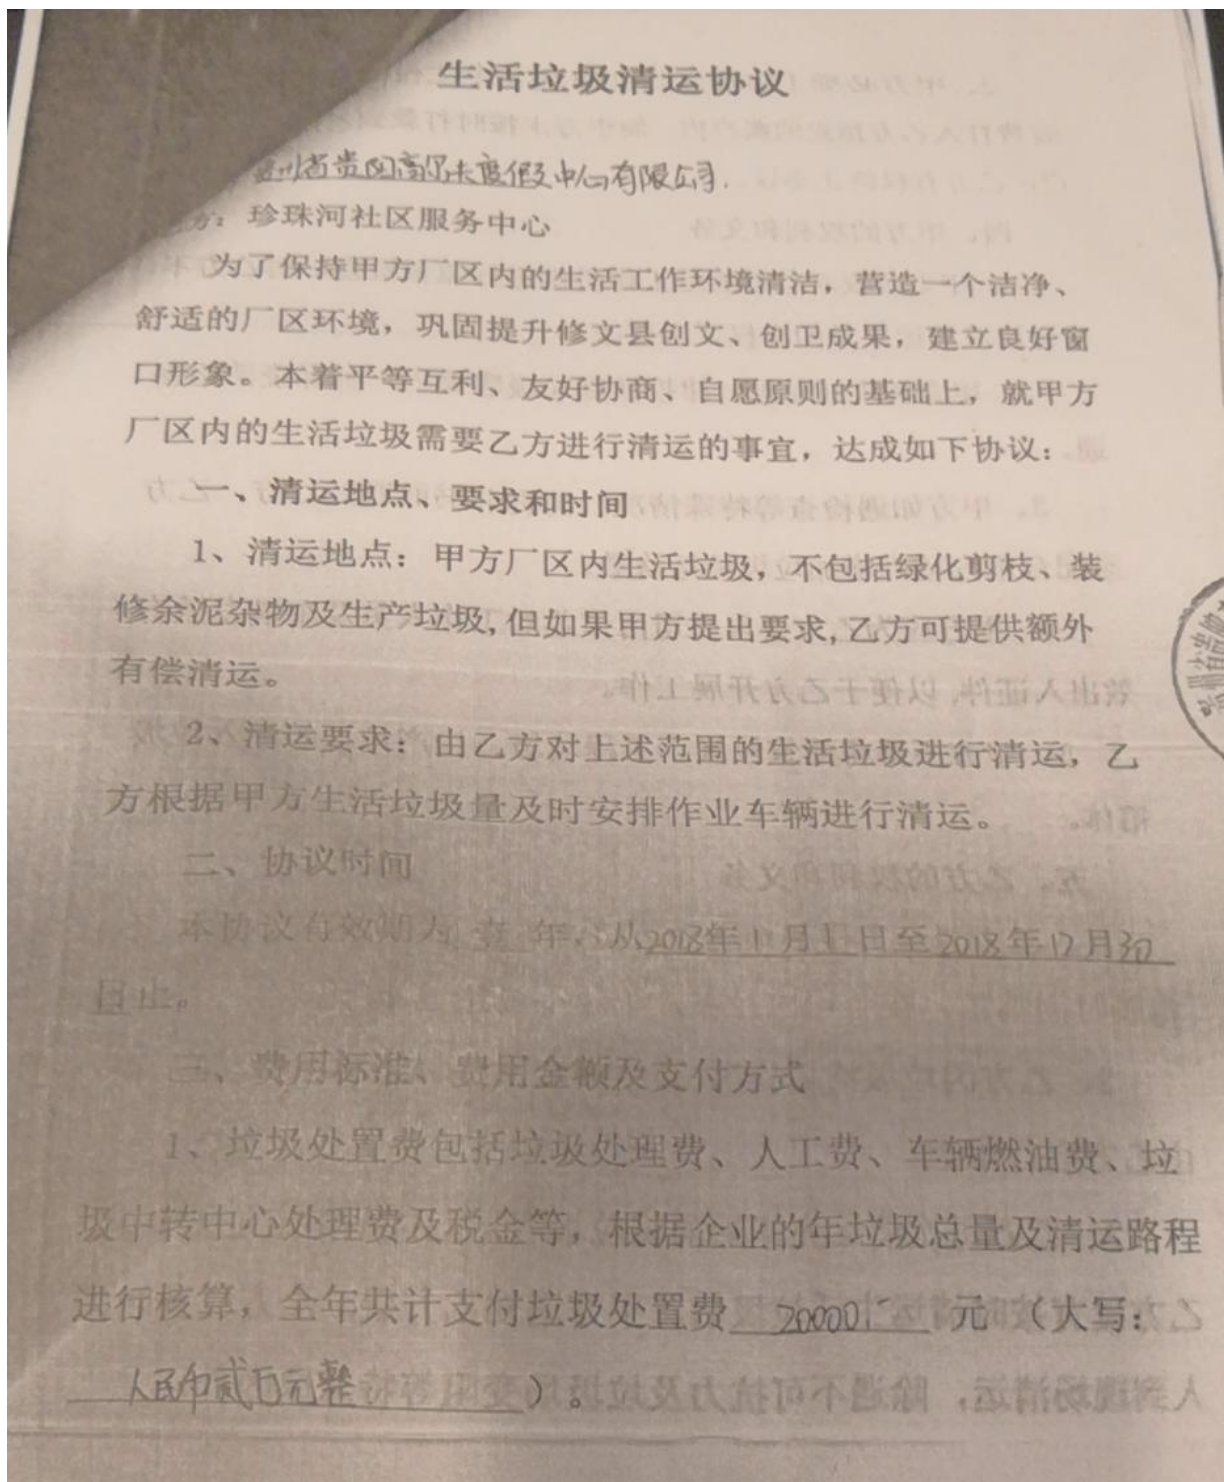 生活垃圾清运协议
州省贵阳高尔夫度假中心有限公司.
方：珍珠河社区服务中心
为了保持甲方厂区内的生活工作环境清洁，营造一个洁净、
舒适的厂区环境，巩固提升修文县创文、创卫成果，建立良好窗
口形象。本着平等互利、友好协商、自愿原则的基础上，就甲方
厂区内的生活垃圾需要乙方进行清运的事宜，达成如下协议：
一、清运地点、要求和时间
1、清运地点：甲方厂区内生活垃圾，不包括绿化剪枝、装
修余泥杂物及生产垃圾,但如果甲方提出要求,乙方可提供额外
有偿清运。
2、清运要求：由乙方对上述范围的生活垃圾进行清运，乙
方根据甲方生活垃圾量及时安排作业车辆进行清运。
二、协议时间
本协议有效期为 壹 年，从2018年1月1日至2018年12月30
日止。
三、费用标准、费用金额及支付方式
1、垃圾处置费包括垃圾处理费、人工费、车辆燃油费、垃
圾中转中心处理费及税金等，根据企业的年垃圾总量及清运路程
进行核算，全年共计支付垃圾处置费 20000 元（大写：
人民币贰 元整）。